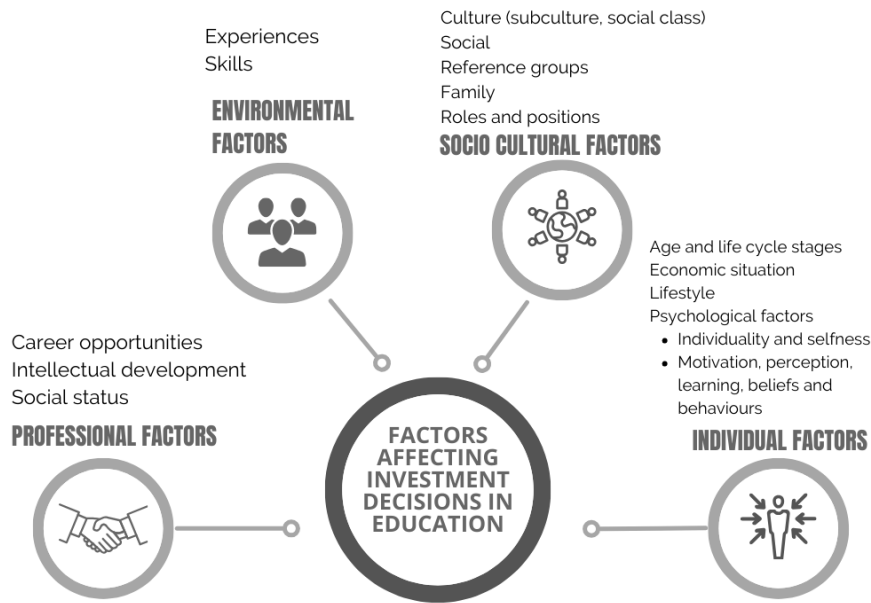 Experiences
Skills
ENVIRONMENTAL
FACTORS
Culture (subculture, social class)
Social
Reference groups
Family
Roles and positions
SOCIO CULTURAL FACTORS
Age and life cycle stages
Economic situation
Lifestyle
Psychological factors
• Individuality and selfness
• Motivation, perception,
learning, beliefs and
behaviours
INDIVIDUAL FACTORS
Career opportunities
Intellectual development
Social status
PROFESSIONAL FACTORS
FACTORS
AFFECTING
INVESTMENT
DECISIONS IN
EDUCATION